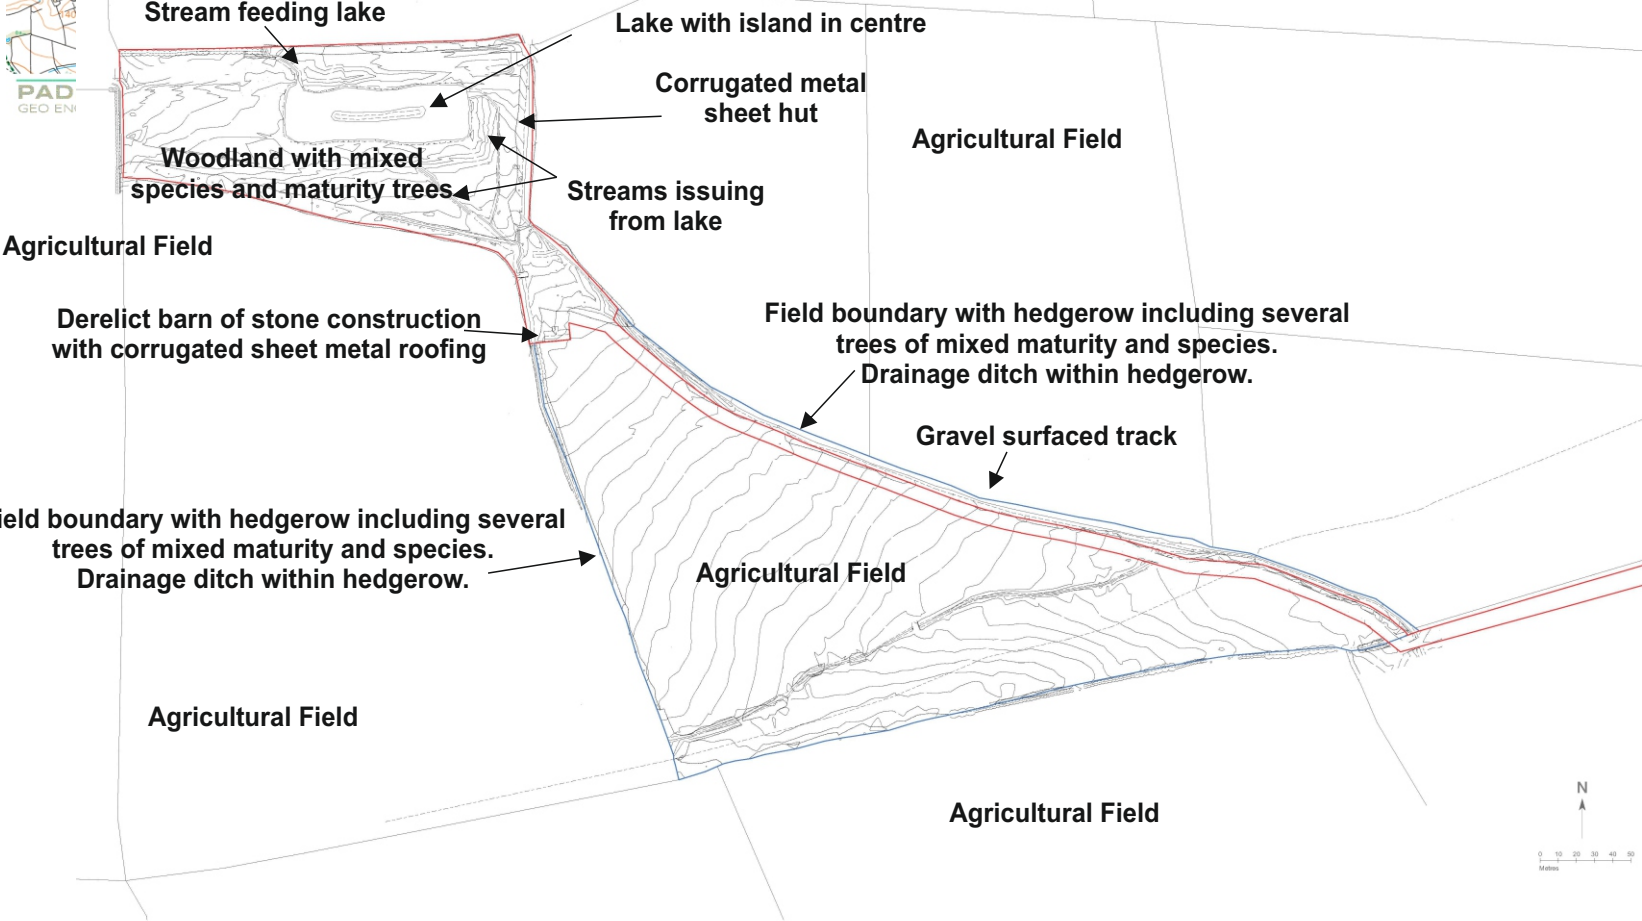 Stream feeding lake
Lake with island in centre
PAD
GEO EN
Corrugated metal
sheet hut
Agricultural Field
Woodland with mixed
species and maturity trees
Streams issuing
from lake
Agricultural Field
Derelict barn of stone construction
with corrugated sheet metal roofing
Field boundary with hedgerow including several
trees of mixed maturity and species.
Drainage ditch within hedgerow.
Gravel surfaced track
ield boundary with hedgerow including several
trees of mixed maturity and species.
Drainage ditch within hedgerow.
Agricultural Field
Agricultural Field
Agricultural Field
N
0 10 20 30 40 50
Metres